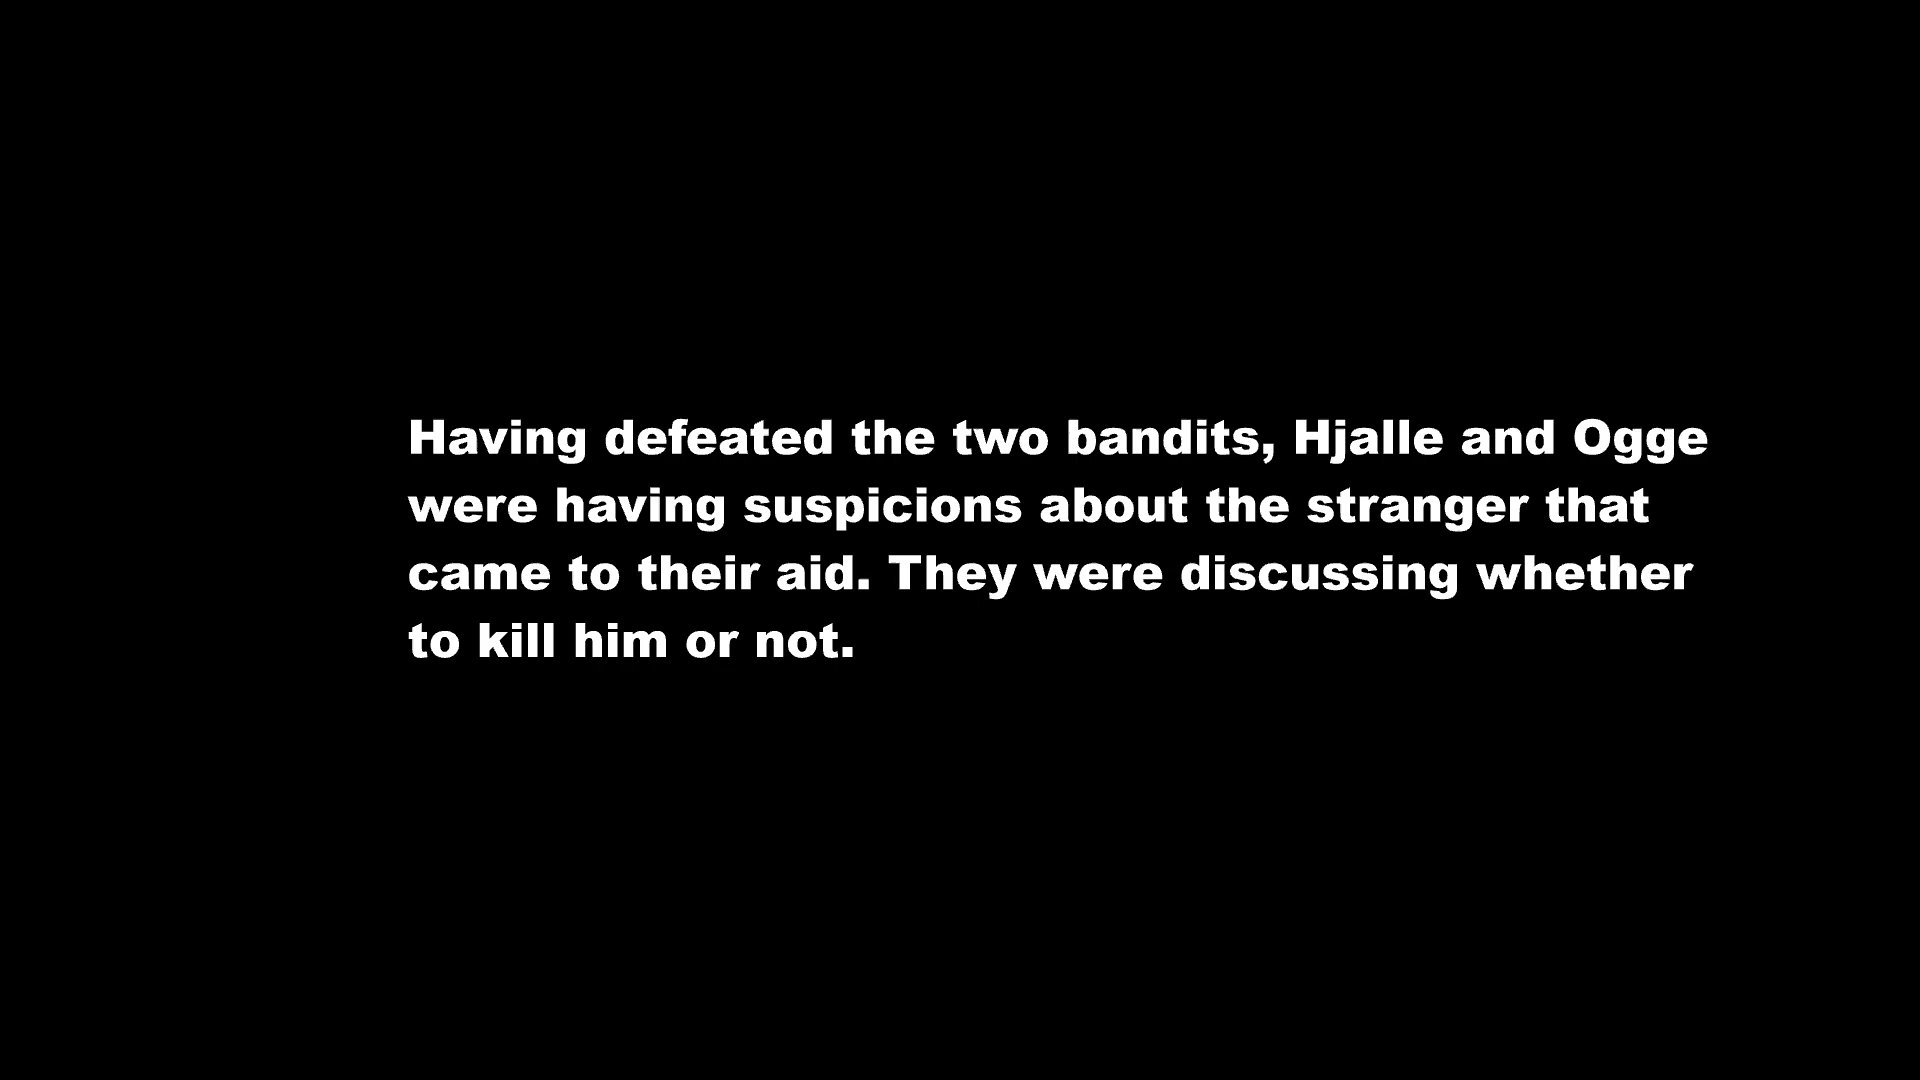 Having defeated the two bandits, Hjalle and Ogge
were having suspicions about the stranger that
came to their aid. They were discussing whether
to kill him or not.